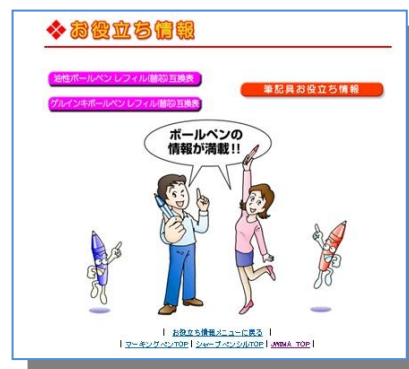 ❖お役立ち情報
油性ボールペン レフィル(替芯)互換表
筆記具お役立ち情報
ゲルインキボールペン レフィル(替芯)互換表
ボールペンの
情報が満載!!
| お役立ち情報メニューに戻る |
| マーキングペンTOP | シャープペンシルTOP | JWIMA TOP |